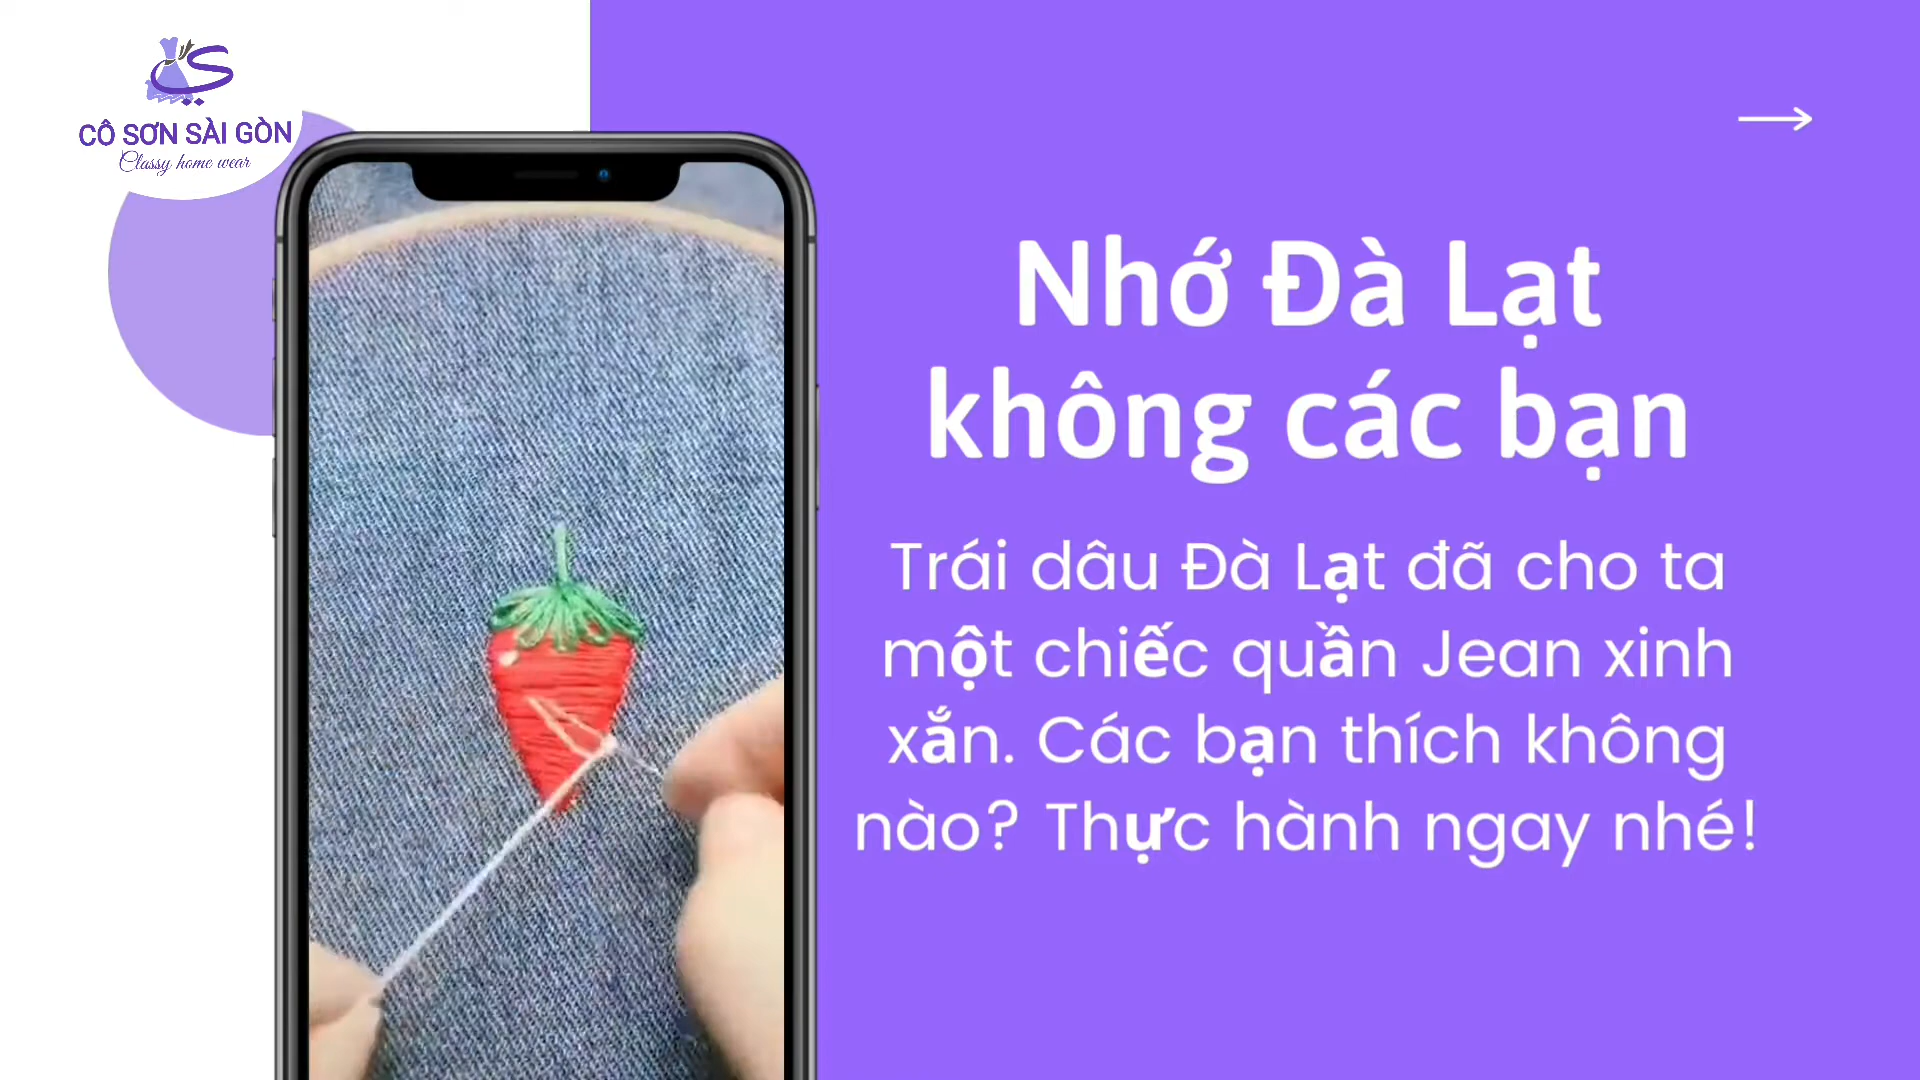 CÔ SƠN SÀI GÒN
Classy home wear
Nhớ Đà Lạt
không các bạn
Trái dâu Đà Lạt đã cho ta
một chiếc quần Jean xinh
xắn. Các bạn thích không
nào? Thực hành ngay nhé!